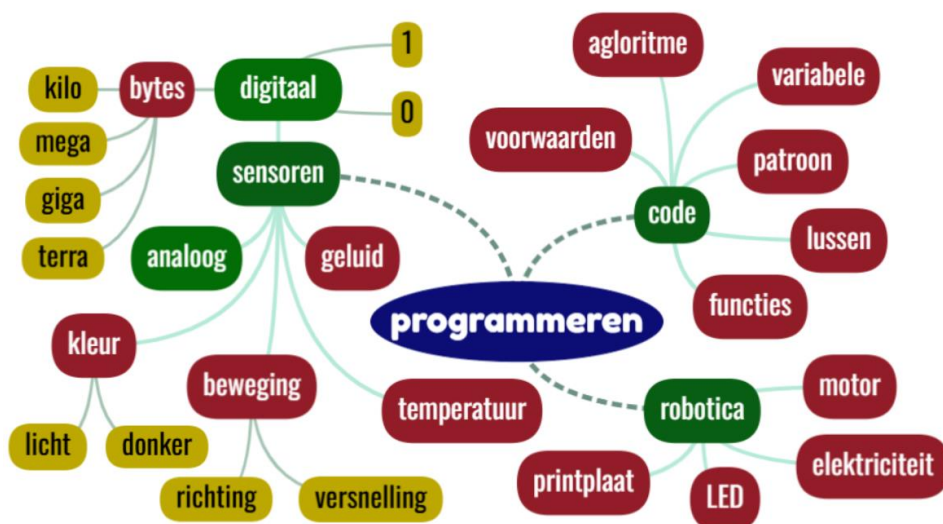 programmeren
sensoren
digitaal
1
0
bytes
kilo
mega
giga
terra
analoog
geluid
kleur
licht
donker
beweging
richting
versnelling
temperatuur
code
agloritme
variabele
voorwaarden
patroon
lussen
functies
robotica
motor
elektriciteit
LED
printplaat